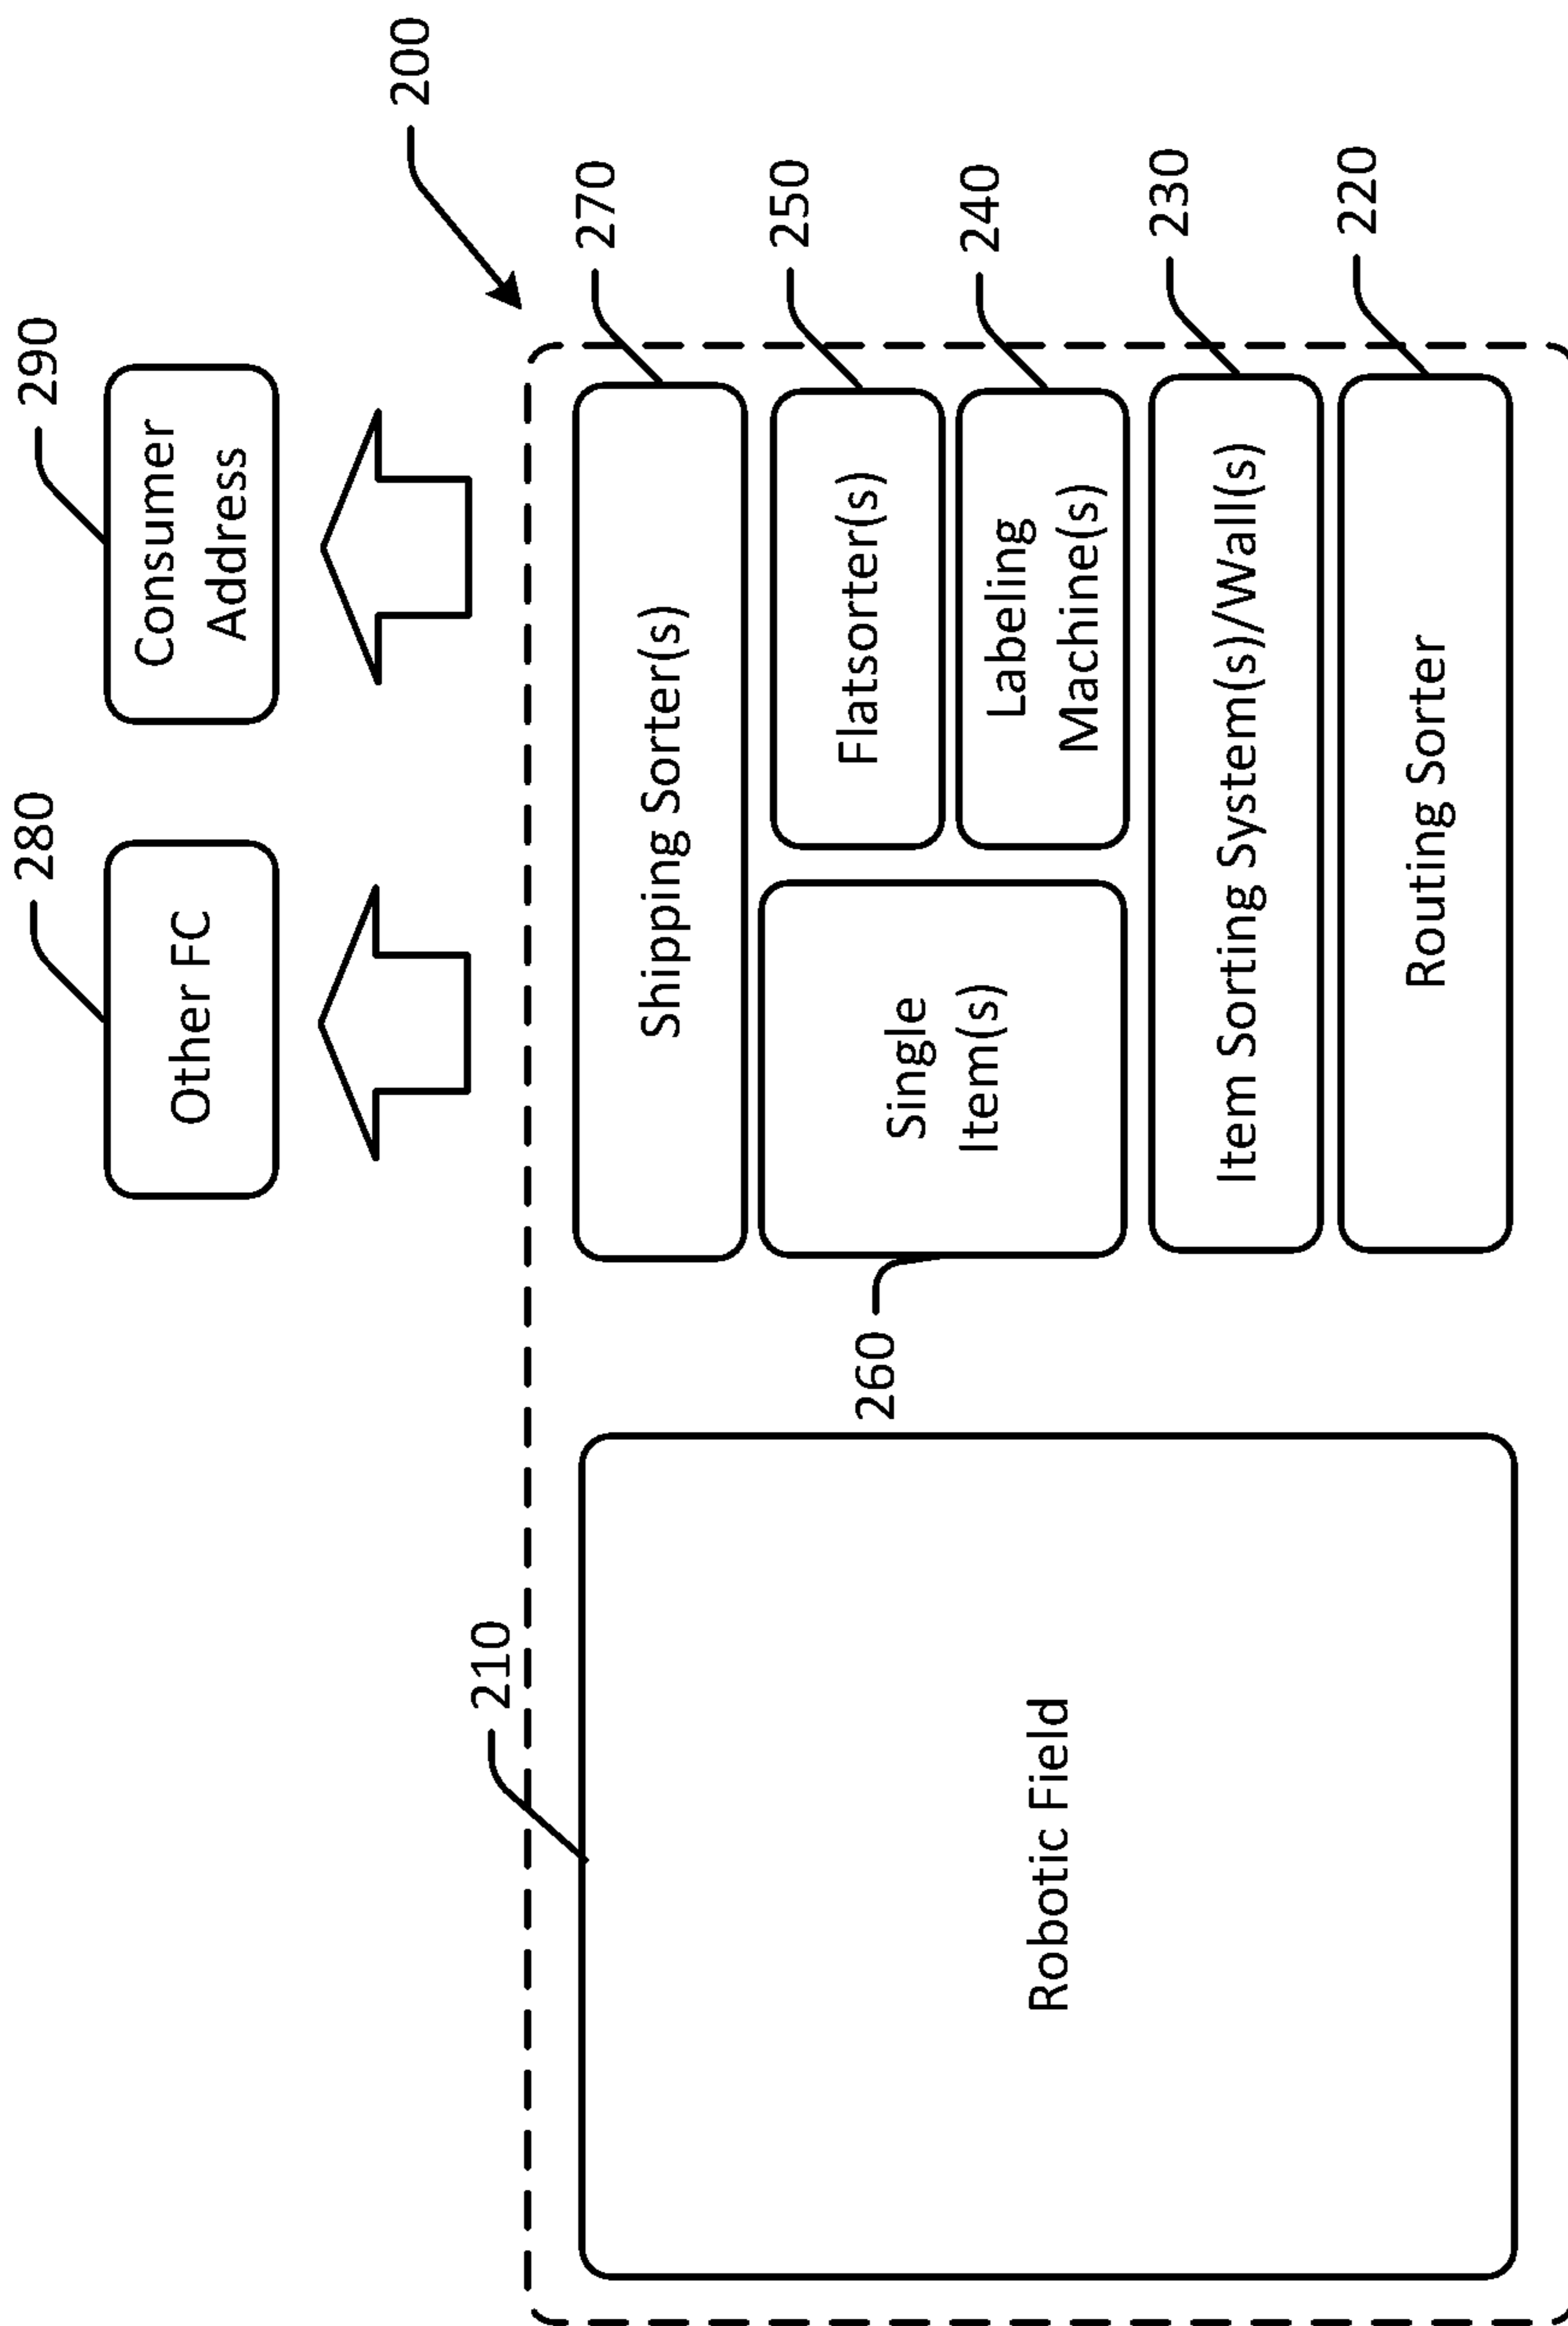 290
280
Consumer
Address
Other FC
200
270
Shipping Sorter(s)
210
250
Flatsorter(s)
260
Single
Item(s)
240
Labeling
Machine(s)
Robotic Field
230
Item Sorting System(s)/Wall(s)
220
Routing Sorter